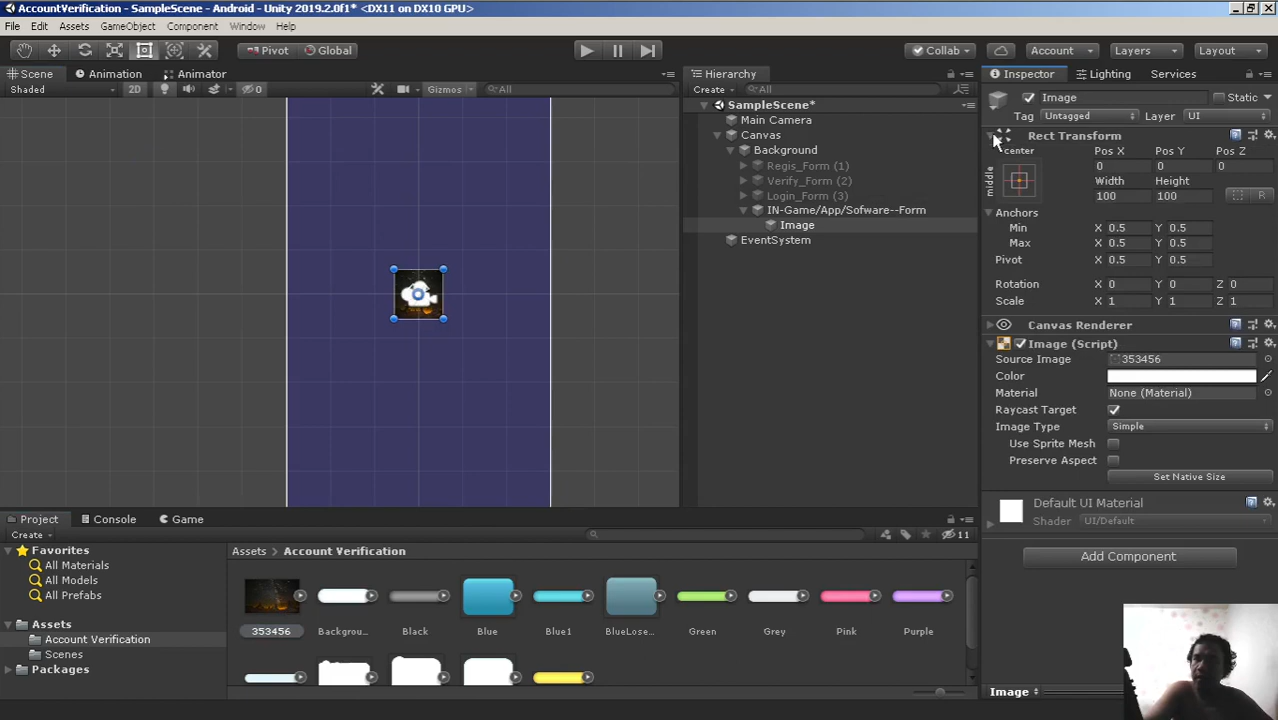 AccountVerification - SampleScene - Android - Unity 2019.2.0f1* <DX11 on DX10 GPU>
File Edit Assets GameObject Component Window Help
Pivot Global Collab Account Layers Layout
Scene Animation Animator
Shaded 2D 0 Gizmos All
Hierarchy
Create All
SampleScene*
Main Camera
Canvas
Background
Regis_Form (1)
Verify_Form (2)
Login_Form (3)
IN-Game/App/Sofware--Form
Image
EventSystem
Inspector Lighting Services
Image Static
Tag Untagged Layer UI
Rect Transform
center Pos X Pos Y Pos Z
middle 0 0 0
Width Height
100 100 R
Anchors
Min X 0.5 Y 0.5
Max X 0.5 Y 0.5
Pivot X 0.5 Y 0.5
Rotation X 0 Y 0 Z 0
Scale X 1 Y 1 Z 1
Canvas Renderer
Image (Script)
Source Image 353456
Color
Material None (Material)
Raycast Target
Image Type Simple
Use Sprite Mesh
Preserve Aspect
Set Native Size
Default UI Material
Shader UI/Default
Add Component
Image
Project Console Game
Create 11
Favorites
All Materials
All Models
All Prefabs
Assets
Account Verification
Scenes
Packages
Assets Account Verification
353456 Backgrou... Black Blue Blue1 BlueLose... Green Grey Pink Purple